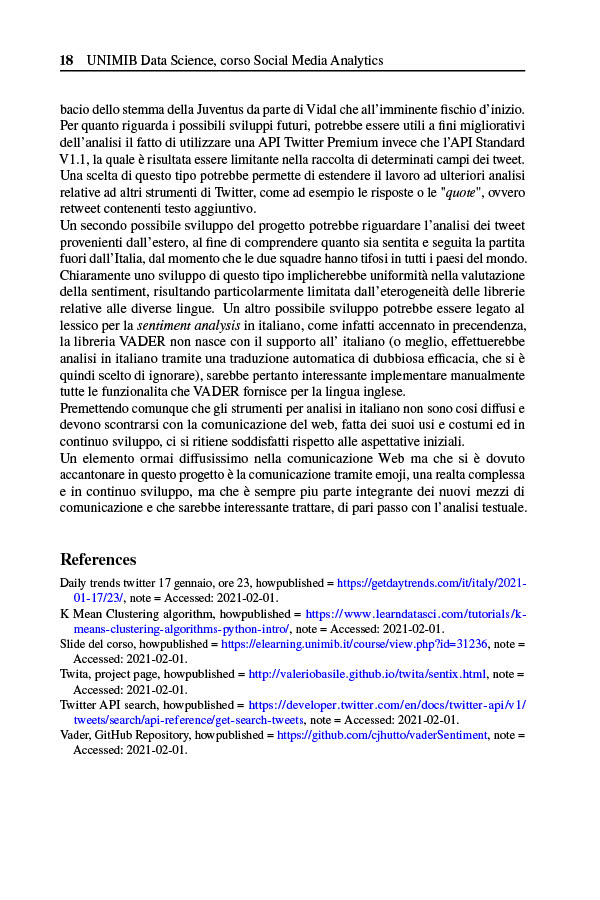 18 UNIMIB Data Science, corso Social Media Analytics
bacio dello stemma della Juventus da parte di Vidal che all’imminente fischio d’inizio.
Per quanto riguarda i possibili sviluppi futuri, potrebbe essere utili a fini migliorativi
dell’analisi il fatto di utilizzare una API Twitter Premium invece che l’API Standard
V1.1, la quale è risultata essere limitante nella raccolta di determinati campi dei tweet.
Una scelta di questo tipo potrebbe permette di estendere il lavoro ad ulteriori analisi
relative ad altri strumenti di Twitter, come ad esempio le risposte o le "quote", ovvero
retweet contenenti testo aggiuntivo.
Un secondo possibile sviluppo del progetto potrebbe riguardare l’analisi dei tweet
provenienti dall’estero, al fine di comprendere quanto sia sentita e seguita la partita
fuori dall’Italia, dal momento che le due squadre hanno tifosi in tutti i paesi del mondo.
Chiaramente uno sviluppo di questo tipo implicherebbe uniformità nella valutazione
della sentiment, risultando particolarmente limitata dall’eterogeneità delle librerie
relative alle diverse lingue. Un altro possibile sviluppo potrebbe essere legato al
lessico per la sentiment analysis in italiano, come infatti accennato in precendenza,
la libreria VADER non nasce con il supporto all’ italiano (o meglio, effettuerebbe
analisi in italiano tramite una traduzione automatica di dubbiosa efficacia, che si è
quindi scelto di ignorare), sarebbe pertanto interessante implementare manualmente
tutte le funzionalita che VADER fornisce per la lingua inglese.
Premettendo comunque che gli strumenti per analisi in italiano non sono cosi diffusi e
devono scontrarsi con la comunicazione del web, fatta dei suoi usi e costumi ed in
continuo sviluppo, ci si ritiene soddisfatti rispetto alle aspettative iniziali.
Un elemento ormai diffusissimo nella comunicazione Web ma che si è dovuto
accantonare in questo progetto è la comunicazione tramite emoji, una realta complessa
e in continuo sviluppo, ma che è sempre piu parte integrante dei nuovi mezzi di
comunicazione e che sarebbe interessante trattare, di pari passo con l’analisi testuale.
References
Daily trends twitter 17 gennaio, ore 23, howpublished = https://getdaytrends.com/it/italy/2021-
01-17/23/, note = Accessed: 2021-02-01.
K Mean Clustering algorithm, howpublished = https://www.learndatasci.com/tutorials/k-
means-clustering-algorithms-python-intro/, note = Accessed: 2021-02-01.
Slide del corso, howpublished = https://elearning.unimib.it/course/view.php?id=31236, note =
Accessed: 2021-02-01.
Twita, project page, howpublished = http://valeriobasile.github.io/twita/sentix.html, note =
Accessed: 2021-02-01.
Twitter API search, howpublished = https://developer.twitter.com/en/docs/twitter-api/v1/
tweets/search/api-reference/get-search-tweets, note = Accessed: 2021-02-01.
Vader, GitHub Repository, howpublished = https://github.com/cjhutto/vaderSentiment, note =
Accessed: 2021-02-01.